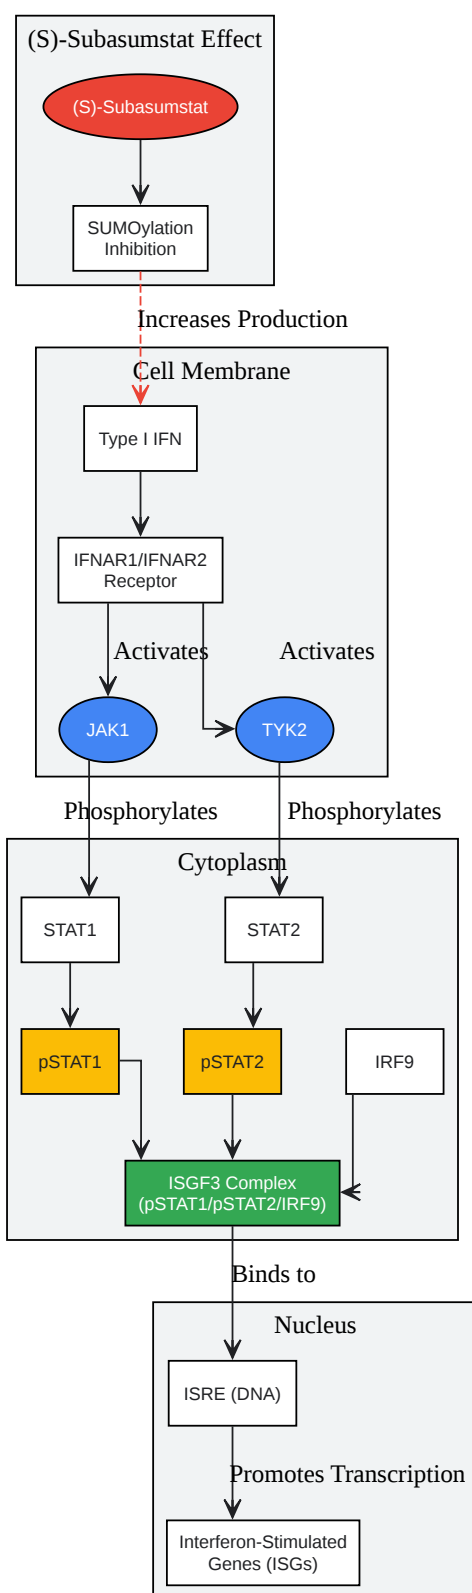 (S)-Subasumstat Effect
(S)-Subasumstat
SUMOylation
Inhibition
Increases Production
Cell Membrane
Type I IFN
IFNAR1/IFNAR2
Receptor
Activates
Activates
JAK1
TYK2
Phosphorylates
Phosphorylates
Cytoplasm
STAT1
STAT2
pSTAT1
pSTAT2
IRF9
ISGF3 Complex
(pSTAT1/pSTAT2/IRF9)
Binds to
Nucleus
ISRE (DNA)
Promotes Transcription
Interferon-Stimulated
Genes (ISGs)